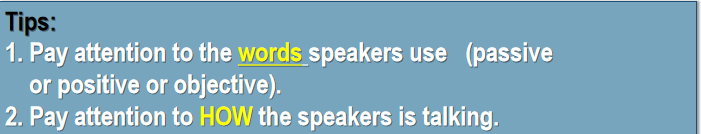 Tips:
1. Pay attention to the words speakers use (passive
or positive or objective).
2. Pay attention to HOW the speakers is talking.